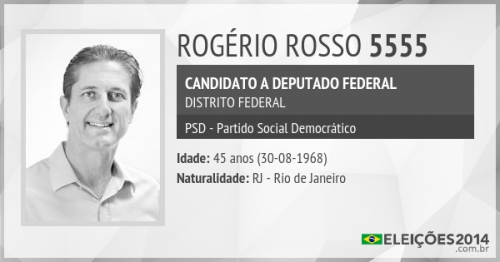 ROGÉRIO ROSSO 5555
CANDIDATO A DEPUTADO FEDERAL
DISTRITO FEDERAL
PSD - Partido Social Democrático
Idade: 45 anos (30-08-1968)
Naturalidade: RJ - Rio de Janeiro
ELEIÇÕES2014
.com.br